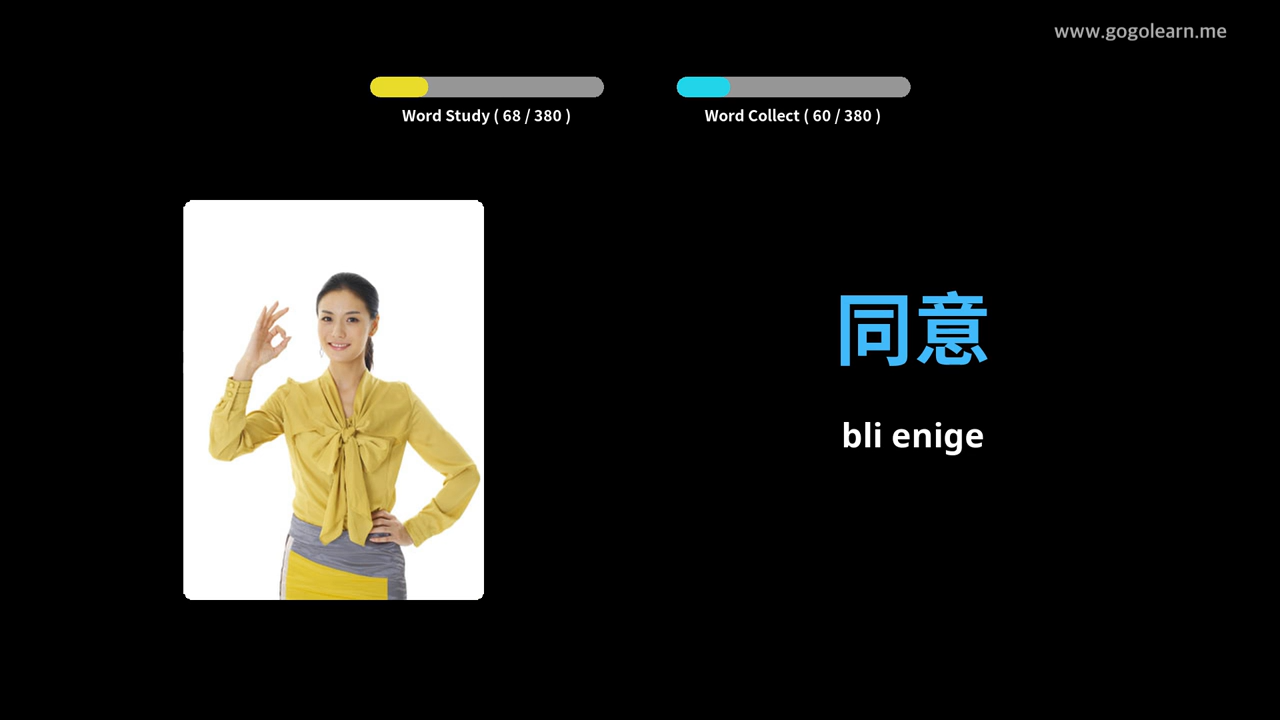 www.gogolearn.me
Word Study ( 68 / 380 )
Word Collect ( 60 / 380 )
同意
bli enige